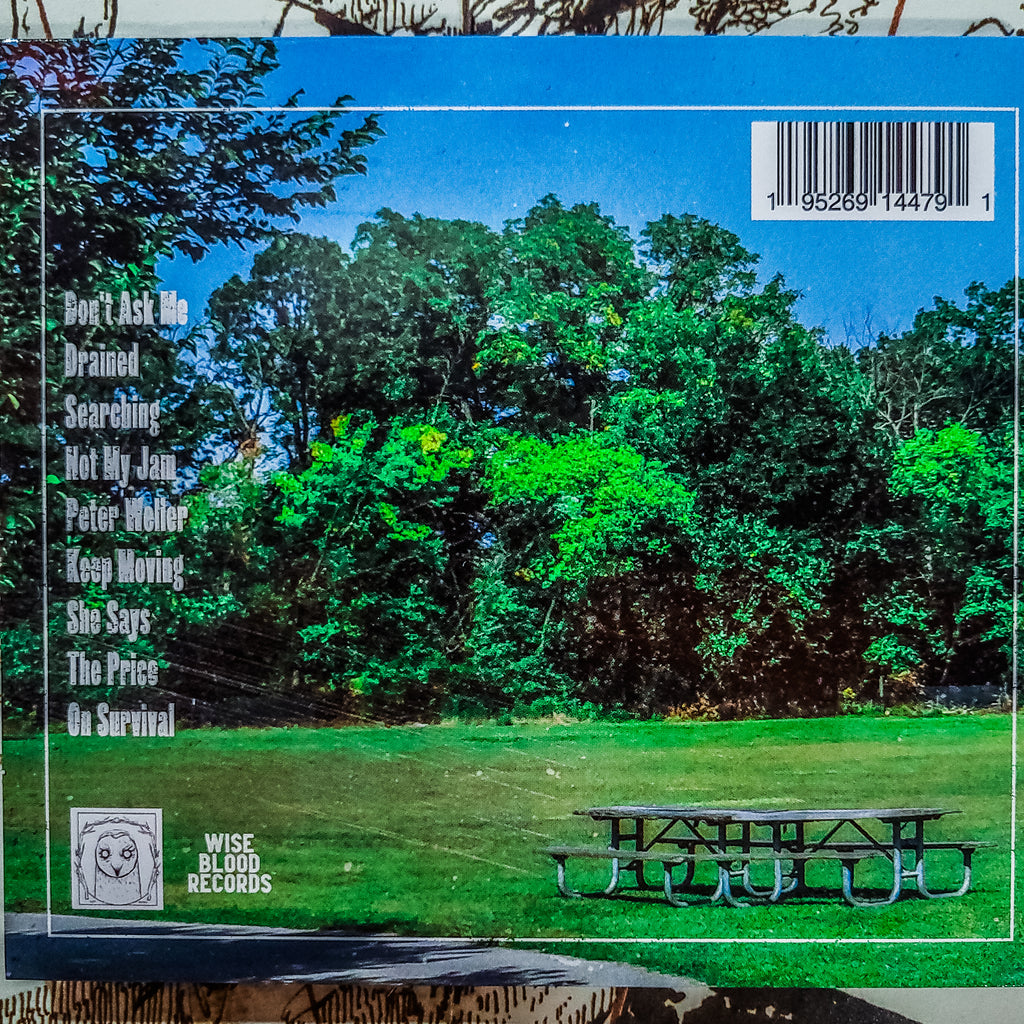 1 95269 14479 1
Don't Ask Me
Drained
Searching
Not My Jam
Peter Weller
Keep Moving
She Says
The Price
On Survival
WISE
BLOOD
RECORDS